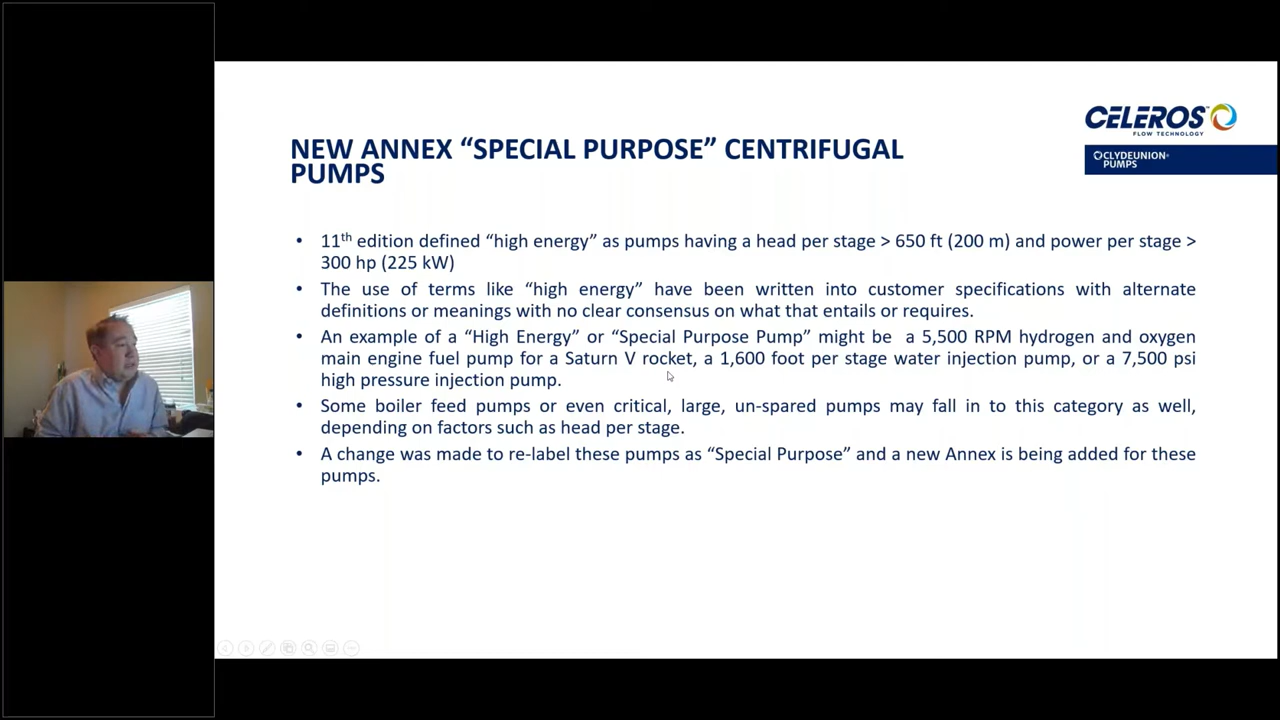 CELEROS
FLOW TECHNOLOGY
CLYDEUNION®
PUMPS
NEW ANNEX “SPECIAL PURPOSE” CENTRIFUGAL
PUMPS
• 11th edition defined “high energy” as pumps having a head per stage > 650 ft (200 m) and power per stage >
300 hp (225 kW)
• The use of terms like “high energy” have been written into customer specifications with alternate
definitions or meanings with no clear consensus on what that entails or requires.
• An example of a “High Energy” or “Special Purpose Pump” might be a 5,500 RPM hydrogen and oxygen
main engine fuel pump for a Saturn V rocket, a 1,600 foot per stage water injection pump, or a 7,500 psi
high pressure injection pump.
• Some boiler feed pumps or even critical, large, un-spared pumps may fall in to this category as well,
depending on factors such as head per stage.
• A change was made to re-label these pumps as “Special Purpose” and a new Annex is being added for these
pumps.